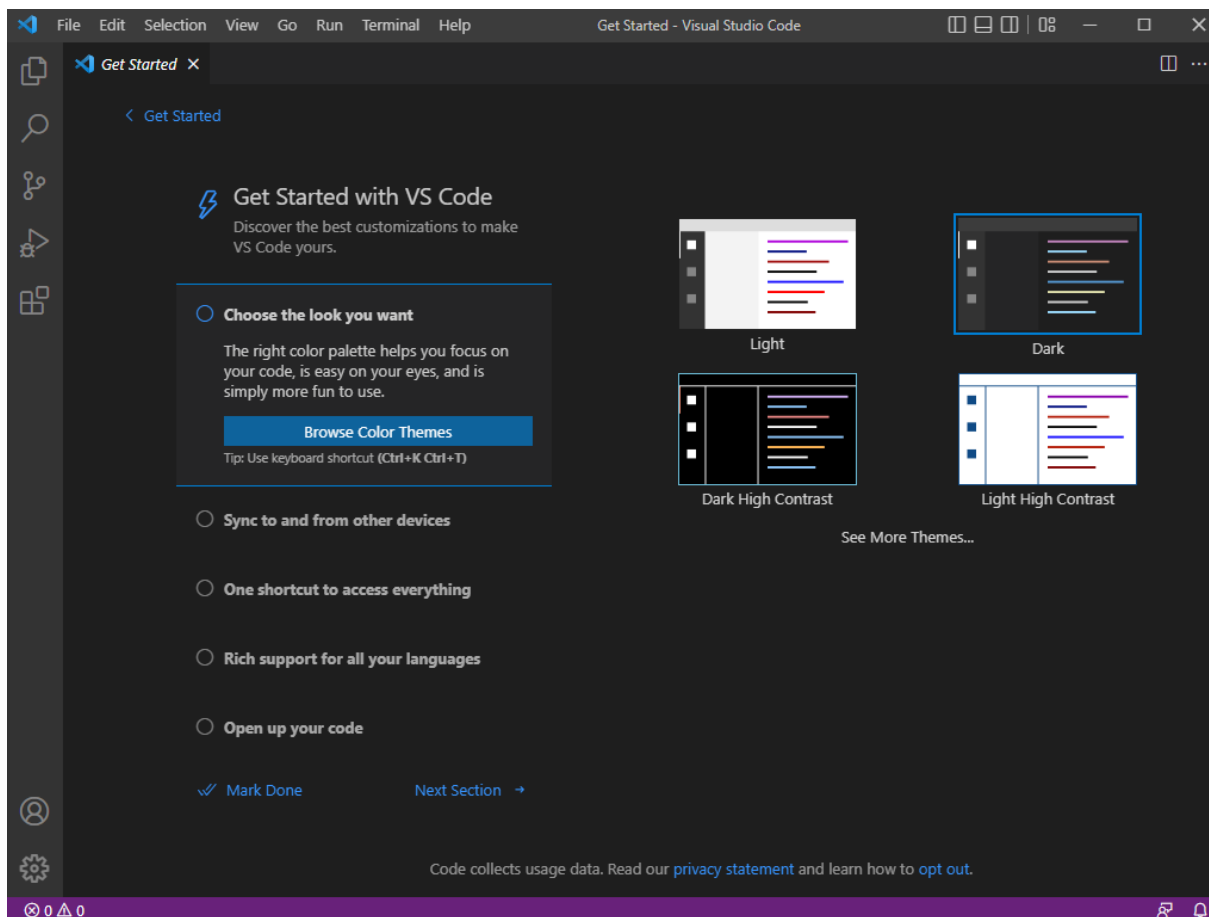 File Edit Selection View Go Run Terminal Help Get Started - Visual Studio Code
Get Started
Get Started
Get Started with VS Code
Discover the best customizations to make
VS Code yours.
Choose the look you want
The right color palette helps you focus on
your code, is easy on your eyes, and is
simply more fun to use.
Browse Color Themes
Tip: Use keyboard shortcut (Ctrl+K Ctrl+T)
Sync to and from other devices
One shortcut to access everything
Rich support for all your languages
Open up your code
Mark Done Next Section
Light
Dark
Dark High Contrast
Light High Contrast
See More Themes...
Code collects usage data. Read our privacy statement and learn how to opt out.
0 0